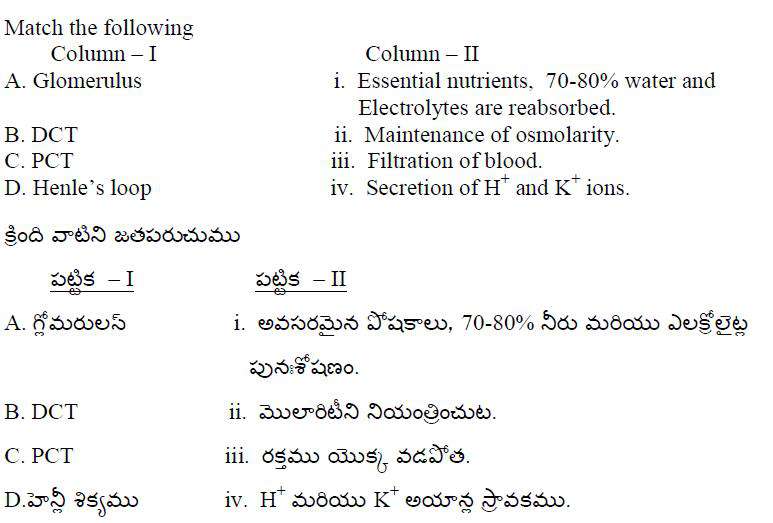 Match the following
Column – I Column – II
A. Glomerulus i. Essential nutrients, 70-80% water and
Electrolytes are reabsorbed.
B. DCT ii. Maintenance of osmolarity.
C. PCT iii. Filtration of blood.
D. Henle’s loop iv. Secretion of H⁺ and K⁺ ions.
క్రింది వాటిని జతపరుచుము
పట్టిక – I పట్టిక – II
A. గ్లోమరులస్ i. అవసరమైన పోషకాలు, 70-80% నీరు మరియు ఎలక్ట్రోలైట్ల
పునఃశోషణం.
B. DCT ii. మొలారిటీని నియంత్రించుట.
C. PCT iii. రక్తము యొక్క వడపోత.
D.హెన్లీ శిక్యము iv. H⁺ మరియు K⁺ అయాన్ల స్రావకము.